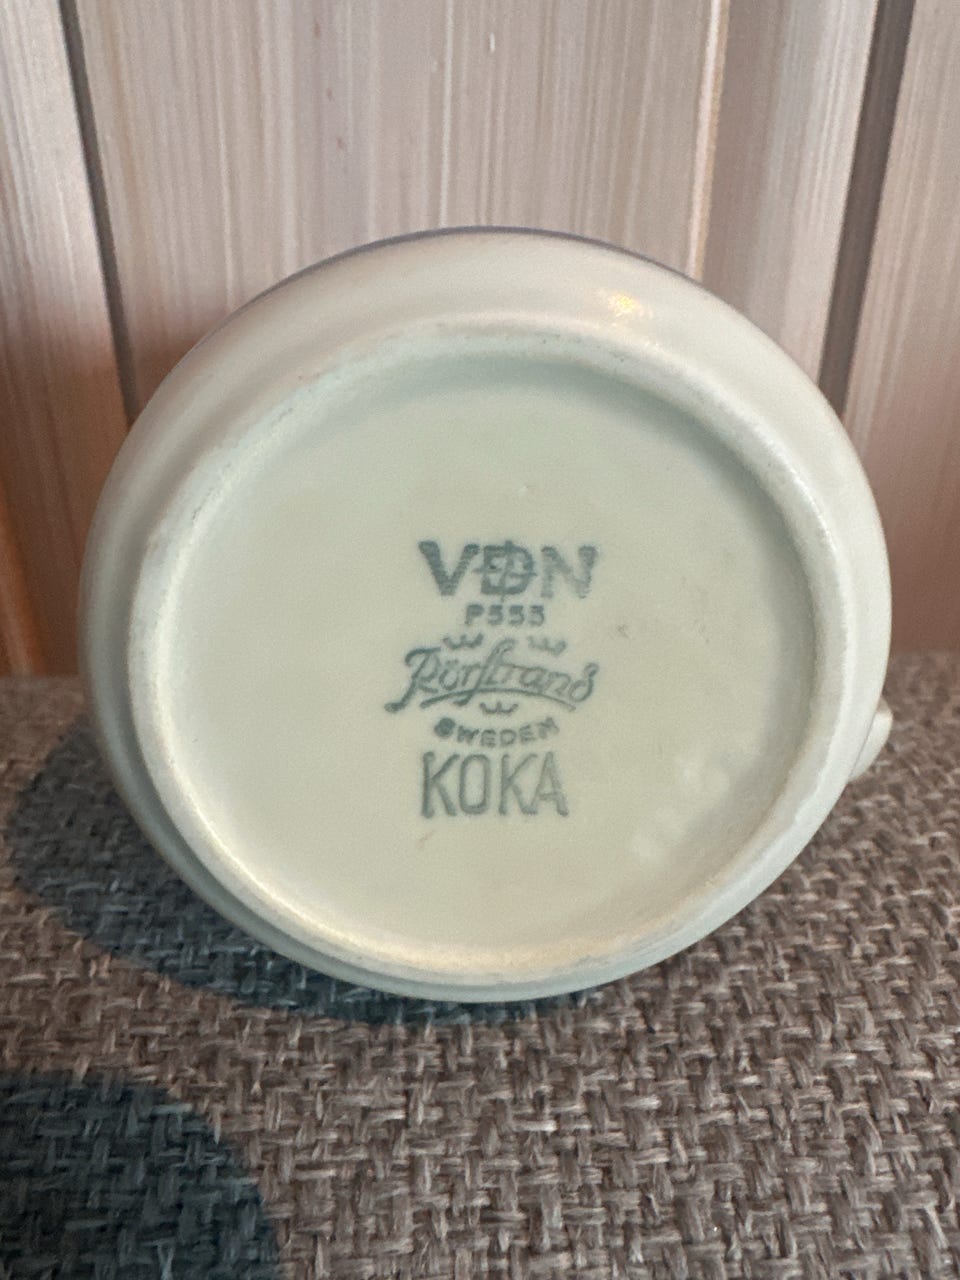 VDN
P555
Rörstrand
SWEDEN
KOKA